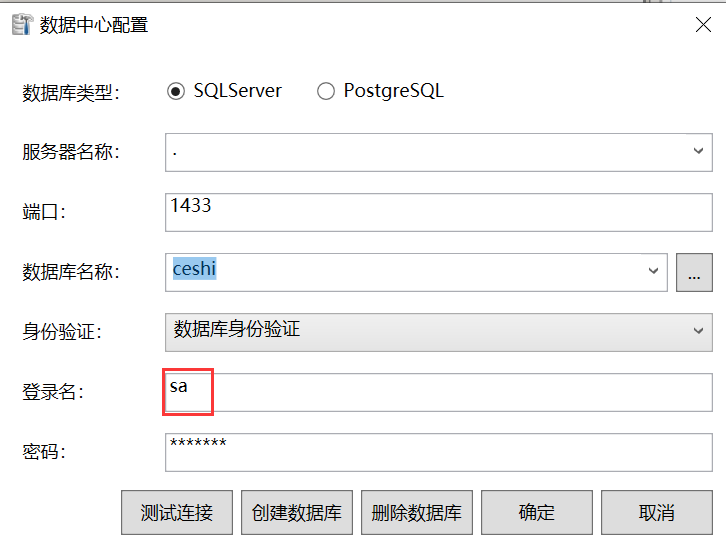 数据中心配置
数据库类型: SQLServer PostgreSQL
服务器名称: .
端口: 1433
数据库名称: ceshi ...
身份验证: 数据库身份验证
登录名: sa
密码: *******
测试连接 创建数据库 删除数据库 确定 取消